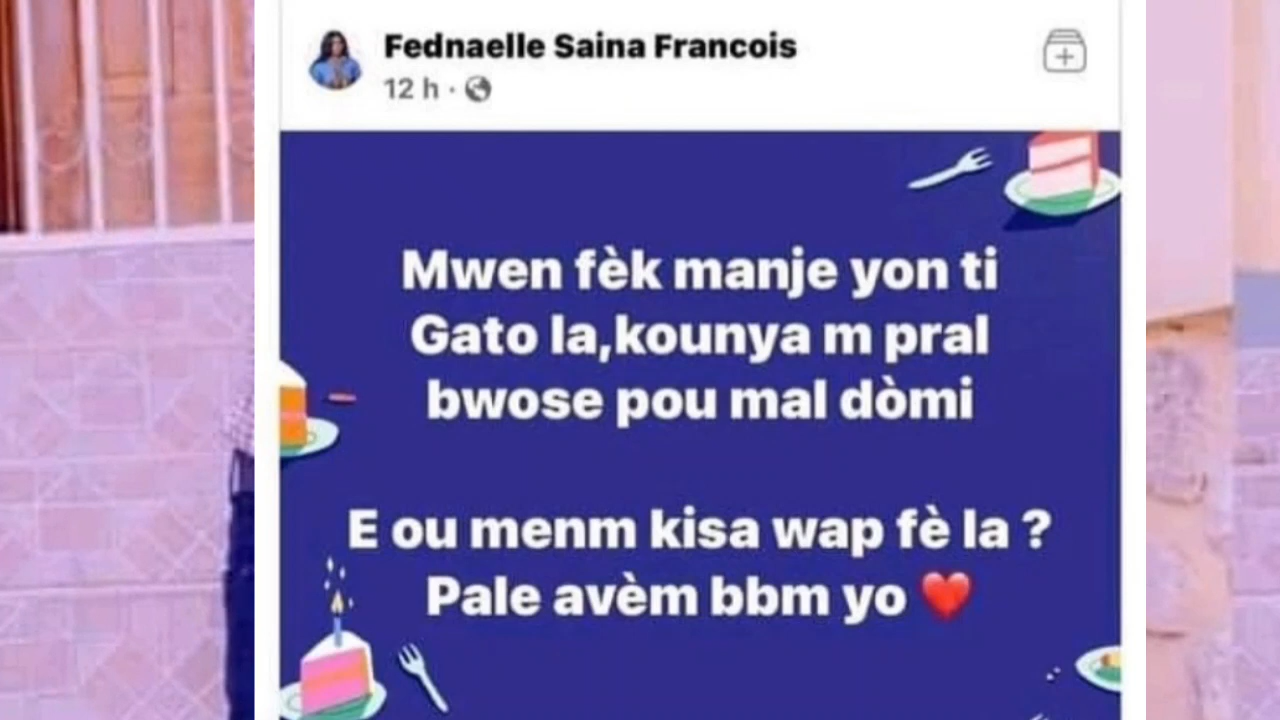 Fednaelle Saina Francois
12 h ·
Mwen fèk manje yon ti
Gato la,kounya m pral
bwose pou mal dòmi
E ou menm kisa wap fè la ?
Pale avèm bbm yo ❤️